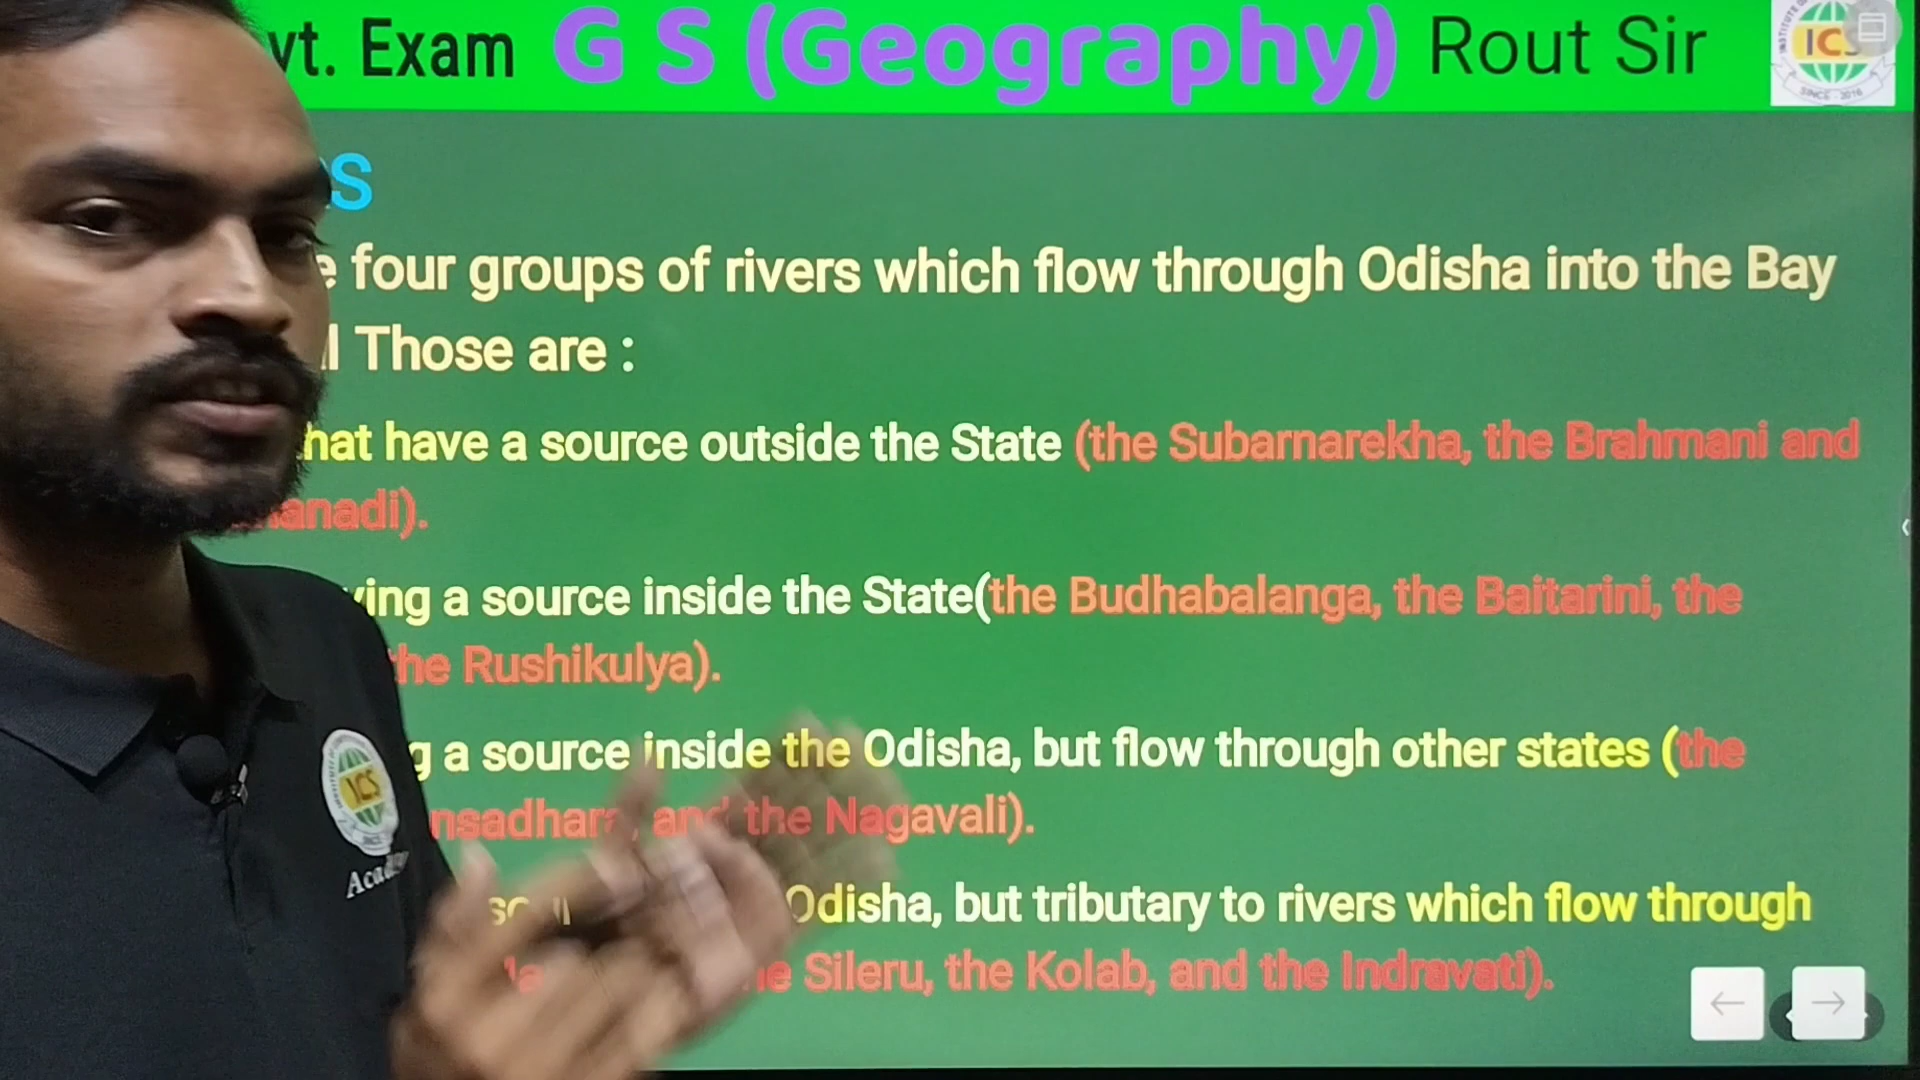 vt. Exam G S (Geography) Rout Sir
ICS
SINCE - 2016
S
e four groups of rivers which flow through Odisha into the Bay
l Those are :
hat have a source outside the State (the Subarnarekha, the Brahmani and
anadi).
ving a source inside the State(the Budhabalanga, the Baitarini, the
the Rushikulya).
g a source inside the Odisha, but flow through other states (the
nsadhara, and the Nagavali).
Odisha, but tributary to rivers which flow through
e Sileru, the Kolab, and the Indravati).
ICS